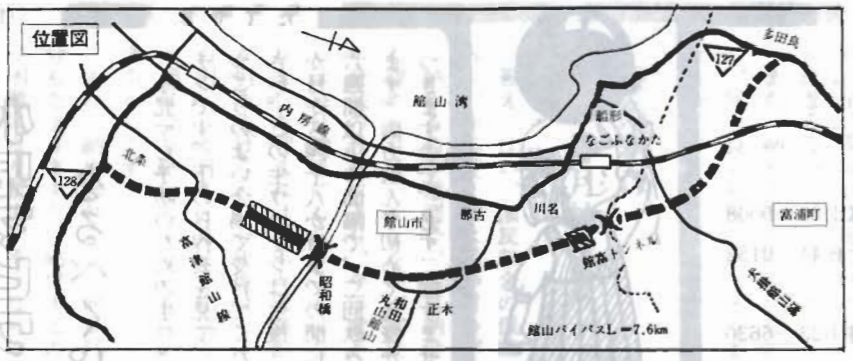 位置図
多田良
127
館山湾
船形
なごふなかた
内房線
北条
128
館山市
那古
川名
富浦町
館富トンネル
富津館山線
昭和橋
和田
丸山館山
正木
館山バイパスL=7.6km